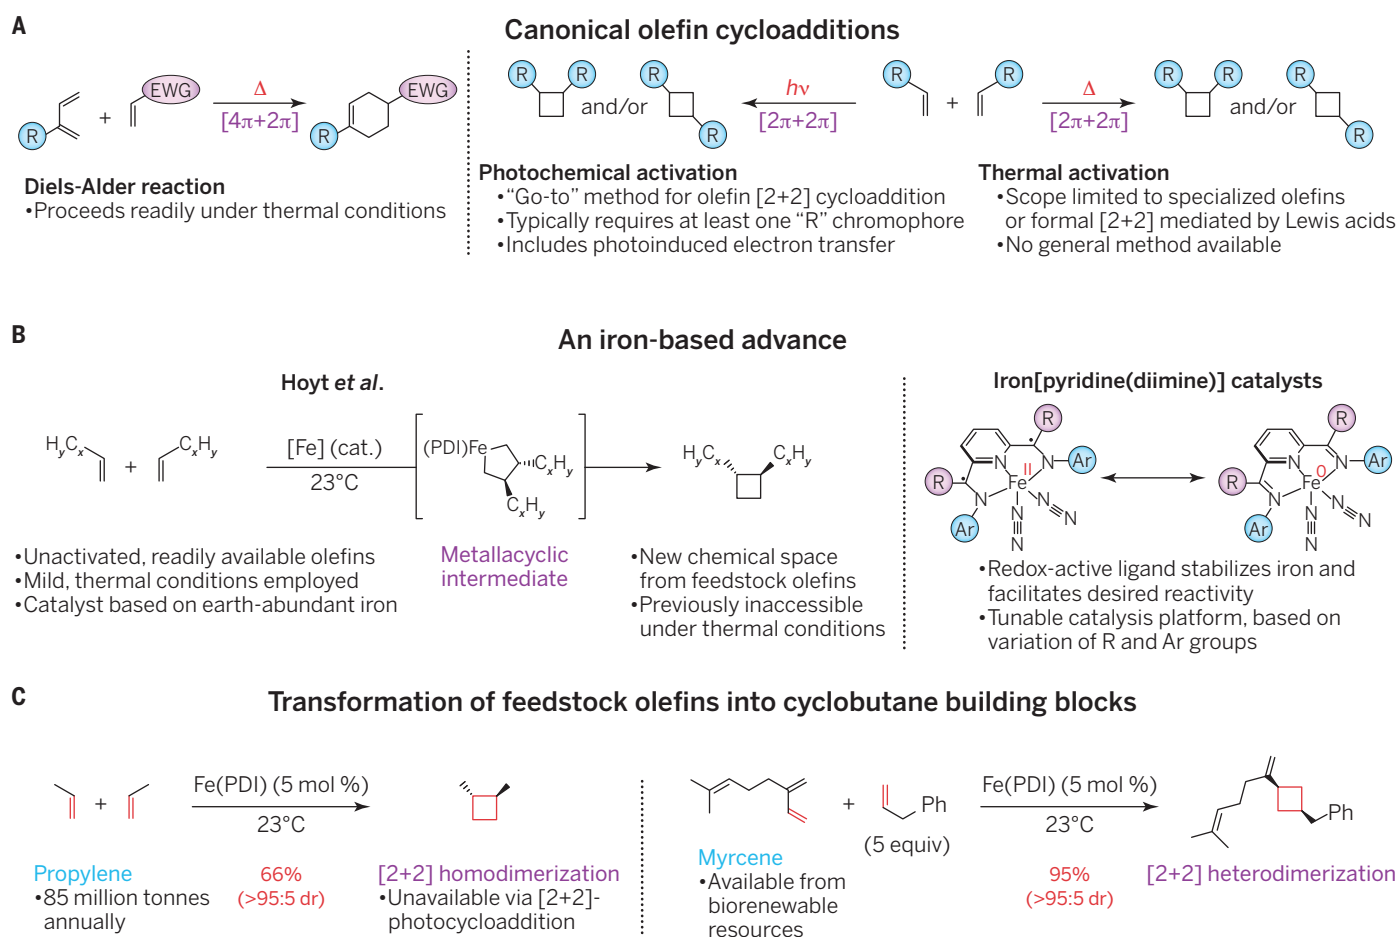 A
Canonical olefin cycloadditions
R
+
EWG
Δ
[4π+2π]
R
EWG
Diels-Alder reaction
•Proceeds readily under thermal conditions
R
R
and/or
R
R
hν
[2π+2π]
R
+
R
Δ
[2π+2π]
R
R
and/or
R
R
Photochemical activation
•“Go-to” method for olefin [2+2] cycloaddition
•Typically requires at least one “R” chromophore
•Includes photoinduced electron transfer
Thermal activation
•Scope limited to specialized olefins
or formal [2+2] mediated by Lewis acids
•No general method available
B
An iron-based advance
Hoyt et al.
HyCx
+
CxHy
[Fe] (cat.)
23°C
(PDI)Fe
CxHy
CxHy
HyCx
CxHy
•Unactivated, readily available olefins
•Mild, thermal conditions employed
•Catalyst based on earth-abundant iron
Metallacyclic
intermediate
•New chemical space
from feedstock olefins
•Previously inaccessible
under thermal conditions
Iron[pyridine(diimine)] catalysts
R
N
N
Ar
II
R
Fe
N
N
N
Ar
N
N
R
N
N
Ar
0
R
Fe
N
N
N
Ar
N
N
•Redox-active ligand stabilizes iron and
facilitates desired reactivity
•Tunable catalysis platform, based on
variation of R and Ar groups
C
Transformation of feedstock olefins into cyclobutane building blocks
+
Fe(PDI) (5 mol %)
23°C
Propylene
•85 million tonnes
annually
66%
(>95:5 dr)
[2+2] homodimerization
•Unavailable via [2+2]-
photocycloaddition
+
Ph
(5 equiv)
Fe(PDI) (5 mol %)
23°C
Ph
Myrcene
•Available from
biorenewable
resources
95%
(>95:5 dr)
[2+2] heterodimerization